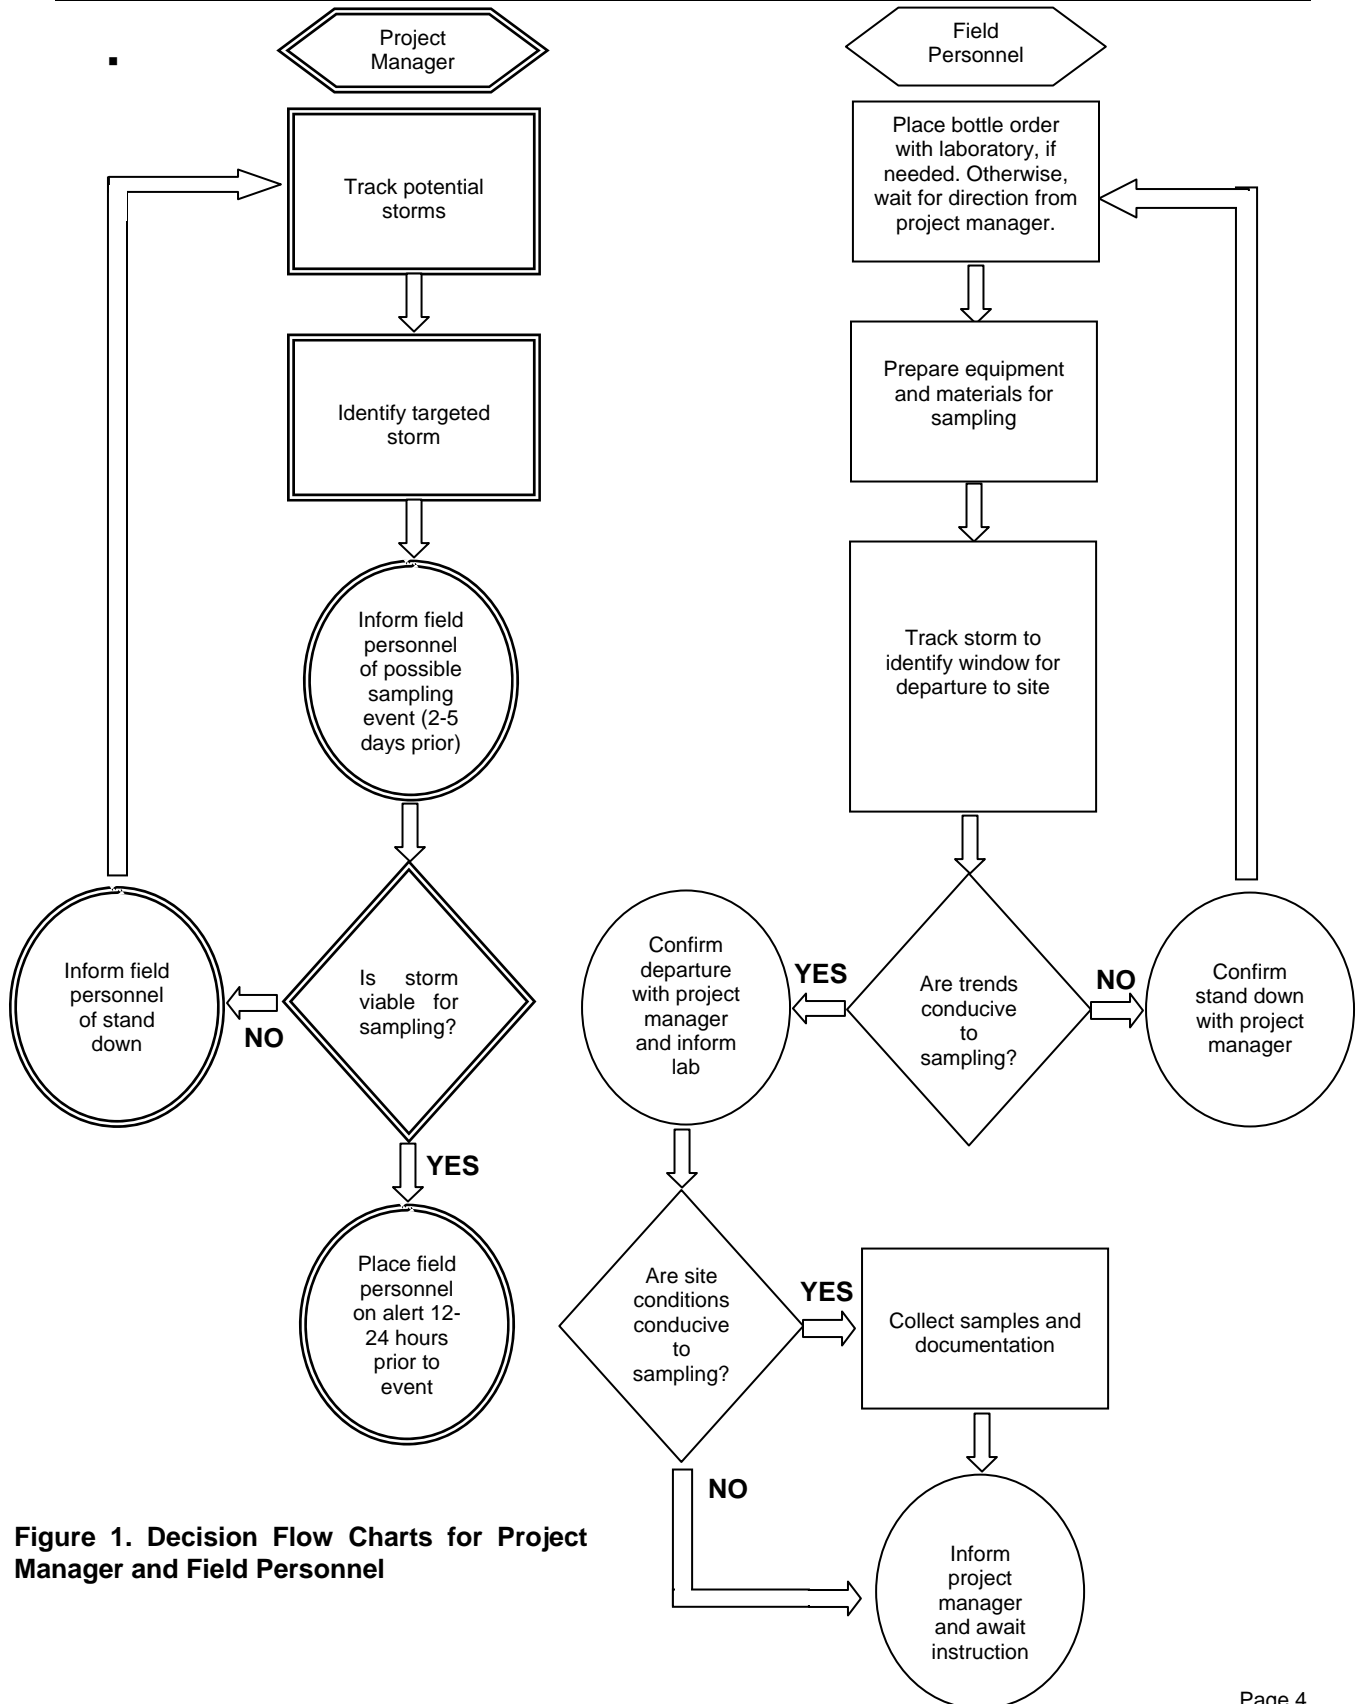 Project
Manager
Track potential
storms
Identify targeted
storm
Inform field
personnel
of possible
sampling
event (2-5
days prior)
Is storm
viable for
sampling?
NO
Inform field
personnel
of stand
down
YES
Place field
personnel
on alert 12-
24 hours
prior to
event
Field
Personnel
Place bottle order
with laboratory, if
needed. Otherwise,
wait for direction from
project manager.
Prepare equipment
and materials for
sampling
Track storm to
identify window for
departure to site
Are trends
conducive
to
sampling?
NO
Confirm
stand down
with project
manager
YES
Confirm
departure
with project
manager
and inform
lab
Are site
conditions
conducive
to
sampling?
YES
Collect samples and
documentation
NO
Inform
project
manager
and await
instruction
Figure 1. Decision Flow Charts for Project
Manager and Field Personnel
Page 4